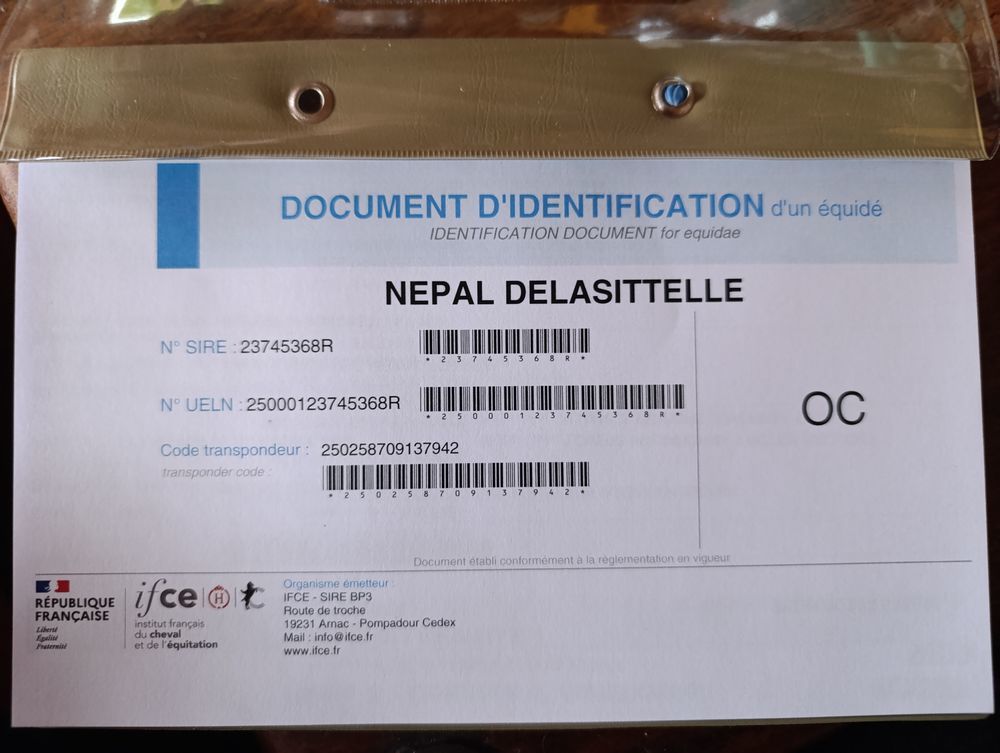 DOCUMENT D'IDENTIFICATION d'un équidé
IDENTIFICATION DOCUMENT for equidae
NEPAL DELASITTELLE
N° SIRE : 23745368R
*23745368R*
N° UELN : 25000123745368R
*25000123745368R*
OC
Code transpondeur : 250258709137942
transponder code :
*250258709137942*
Document établi conformément à la règlementation en vigueur
RÉPUBLIQUE
FRANÇAISE
Liberté
Égalité
Fraternité
ifce
H
institut français
du cheval
et de l'équitation
Organisme émetteur :
IFCE - SIRE BP3
Route de troche
19231 Arnac - Pompadour Cedex
Mail : info@ifce.fr
www.ifce.fr